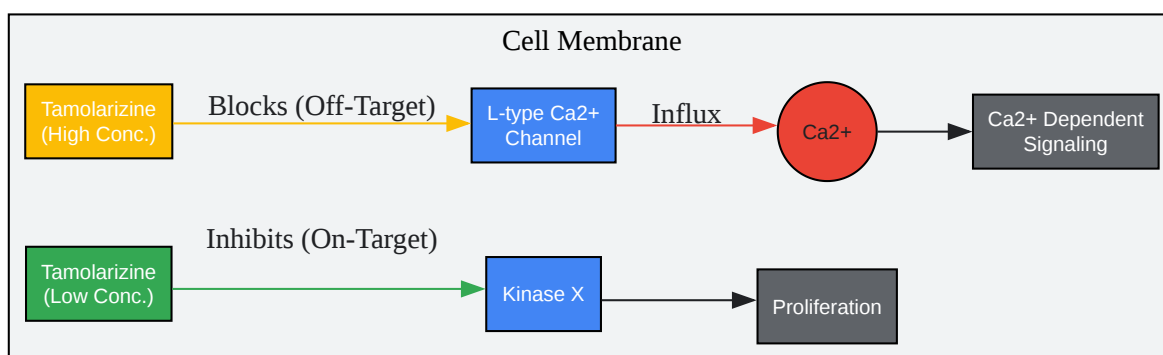 Cell Membrane
Tamolarizine
(High Conc.)
Blocks (Off-Target)
L-type Ca2+
Channel
Influx
Ca2+
Ca2+ Dependent
Signaling
Tamolarizine
(Low Conc.)
Inhibits (On-Target)
Kinase X
Proliferation